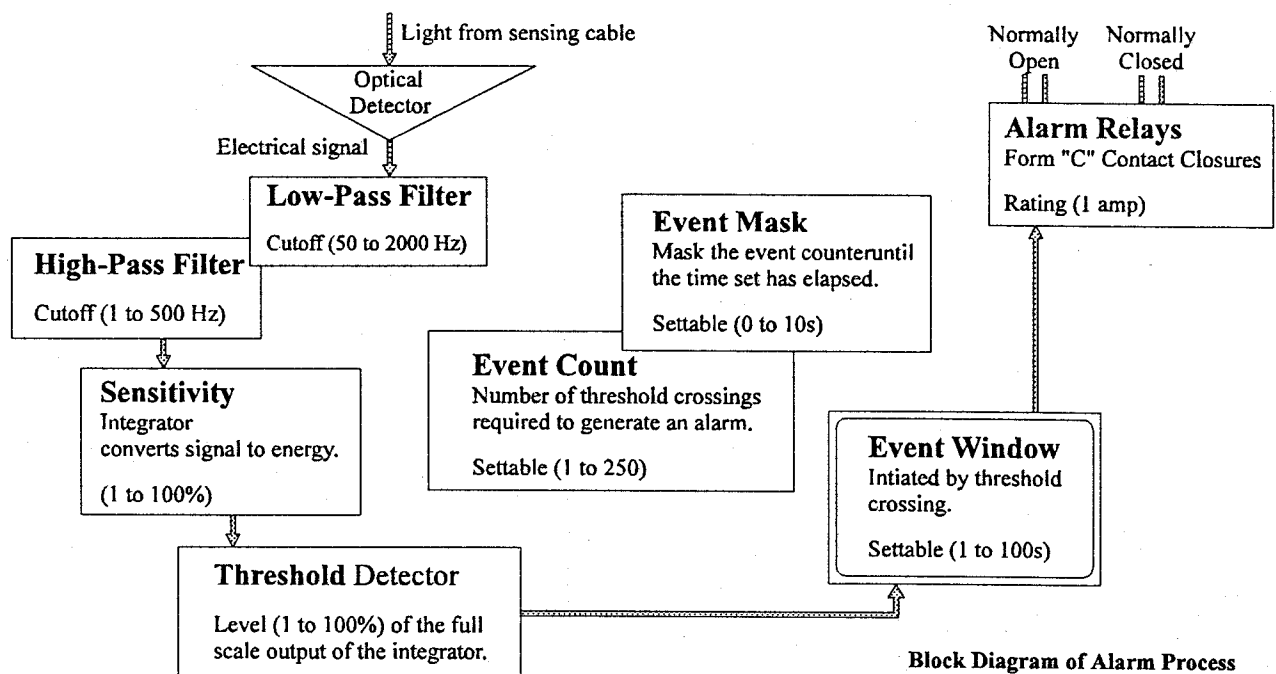 Light from sensing cable
Optical
Detector
Electrical signal
Low-Pass Filter
Cutoff (50 to 2000 Hz)
High-Pass Filter
Cutoff (1 to 500 Hz)
Sensitivity
Integrator
converts signal to energy.
(1 to 100%)
Threshold Detector
Level (1 to 100%) of the full
scale output of the integrator.
Event Mask
Mask the event counteruntil
the time set has elapsed.
Settable (0 to 10s)
Event Count
Number of threshold crossings
required to generate an alarm.
Settable (1 to 250)
Event Window
Intiated by threshold
crossing.
Settable (1 to 100s)
Normally
Open
Normally
Closed
Alarm Relays
Form "C" Contact Closures
Rating (1 amp)
Block Diagram of Alarm Process